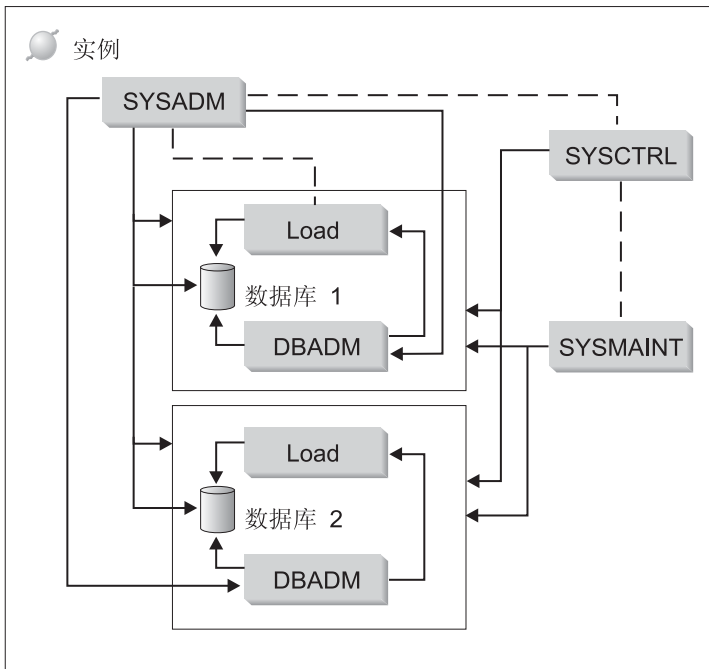 实例
SYSADM
SYSCTRL
Load
数据库 1
DBADM
SYSMAINT
Load
数据库 2
DBADM